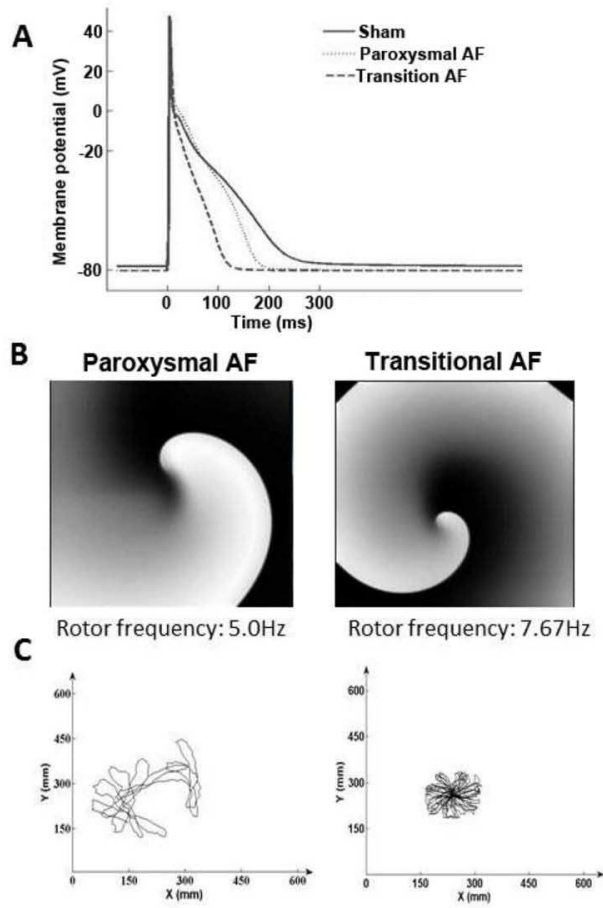 A
Sham
Paroxysmal AF
Transition AF
Membrane potential (mV)
40
20
0
-20
-80
0 100 200 300
Time (ms)
B
Paroxysmal AF Transitional AF
Rotor frequency: 5.0Hz Rotor frequency: 7.67Hz
C
Y (mm)
600
450
300
150
0 150 300 450 600
X (mm)
Y (mm)
600
450
300
150
0 150 300 450 600
X (mm)